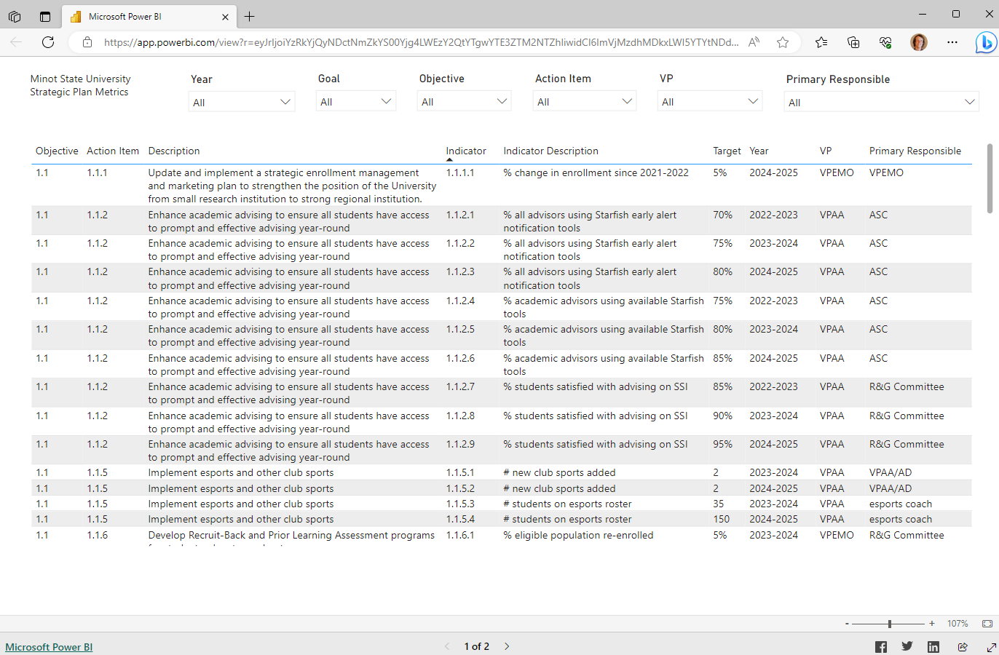 Microsoft Power BI
https://app.powerbi.com/view?r=eyJrIjoiYzRkYjQyNDctNmZkYS00Yjg4LWEzY2QtYTgwYTE3ZTM2NTZhIiwidCI6ImVjMzdhMDkxLWI5YTYtNDd...
Minot State University
Strategic Plan Metrics
Year Goal Objective Action Item VP Primary Responsible
All All All All All All
Objective Action Item Description Indicator Indicator Description Target Year VP Primary Responsible
1.1 1.1.1 Update and implement a strategic enrollment management 1.1.1.1 % change in enrollment since 2021-2022 5% 2024-2025 VPEMO VPEMO
and marketing plan to strengthen the position of the University
from small research institution to strong regional institution.
1.1 1.1.2 Enhance academic advising to ensure all students have access 1.1.2.1 % all advisors using Starfish early alert 70% 2022-2023 VPAA ASC
to prompt and effective advising year-round notification tools
1.1 1.1.2 Enhance academic advising to ensure all students have access 1.1.2.2 % all advisors using Starfish early alert 75% 2023-2024 VPAA ASC
to prompt and effective advising year-round notification tools
1.1 1.1.2 Enhance academic advising to ensure all students have access 1.1.2.3 % all advisors using Starfish early alert 80% 2024-2025 VPAA ASC
to prompt and effective advising year-round notification tools
1.1 1.1.2 Enhance academic advising to ensure all students have access 1.1.2.4 % academic advisors using available Starfish 75% 2022-2023 VPAA ASC
to prompt and effective advising year-round tools
1.1 1.1.2 Enhance academic advising to ensure all students have access 1.1.2.5 % academic advisors using available Starfish 80% 2023-2024 VPAA ASC
to prompt and effective advising year-round tools
1.1 1.1.2 Enhance academic advising to ensure all students have access 1.1.2.6 % academic advisors using available Starfish 85% 2024-2025 VPAA ASC
to prompt and effective advising year-round tools
1.1 1.1.2 Enhance academic advising to ensure all students have access 1.1.2.7 % students satisfied with advising on SSI 85% 2022-2023 VPAA R&G Committee
to prompt and effective advising year-round
1.1 1.1.2 Enhance academic advising to ensure all students have access 1.1.2.8 % students satisfied with advising on SSI 90% 2023-2024 VPAA R&G Committee
to prompt and effective advising year-round
1.1 1.1.2 Enhance academic advising to ensure all students have access 1.1.2.9 % students satisfied with advising on SSI 95% 2024-2025 VPAA R&G Committee
to prompt and effective advising year-round
1.1 1.1.5 Implement esports and other club sports 1.1.5.1 # new club sports added 2 2023-2024 VPAA VPAA/AD
1.1 1.1.5 Implement esports and other club sports 1.1.5.2 # new club sports added 2 2024-2025 VPAA VPAA/AD
1.1 1.1.5 Implement esports and other club sports 1.1.5.3 # students on esports roster 35 2023-2024 VPAA esports coach
1.1 1.1.5 Implement esports and other club sports 1.1.5.4 # students on esports roster 150 2024-2025 VPAA esports coach
1.1 1.1.6 Develop Recruit-Back and Prior Learning Assessment programs 1.1.6.1 % eligible population re-enrolled 5% 2023-2024 VPEMO R&G Committee
- + 107%
Microsoft Power BI 1 of 2